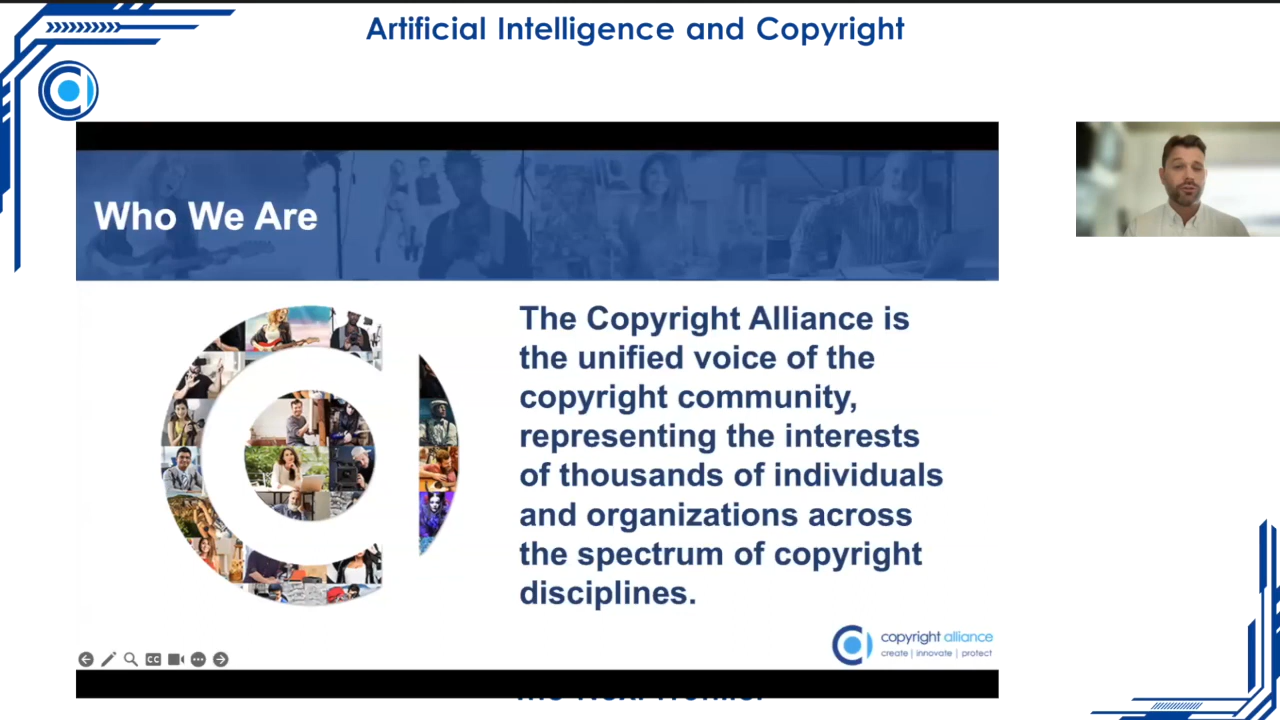 Artificial Intelligence and Copyright
Who We Are
The Copyright Alliance is
the unified voice of the
copyright community,
representing the interests
of thousands of individuals
and organizations across
the spectrum of copyright
disciplines.
copyright alliance
create | innovate | protect
CC